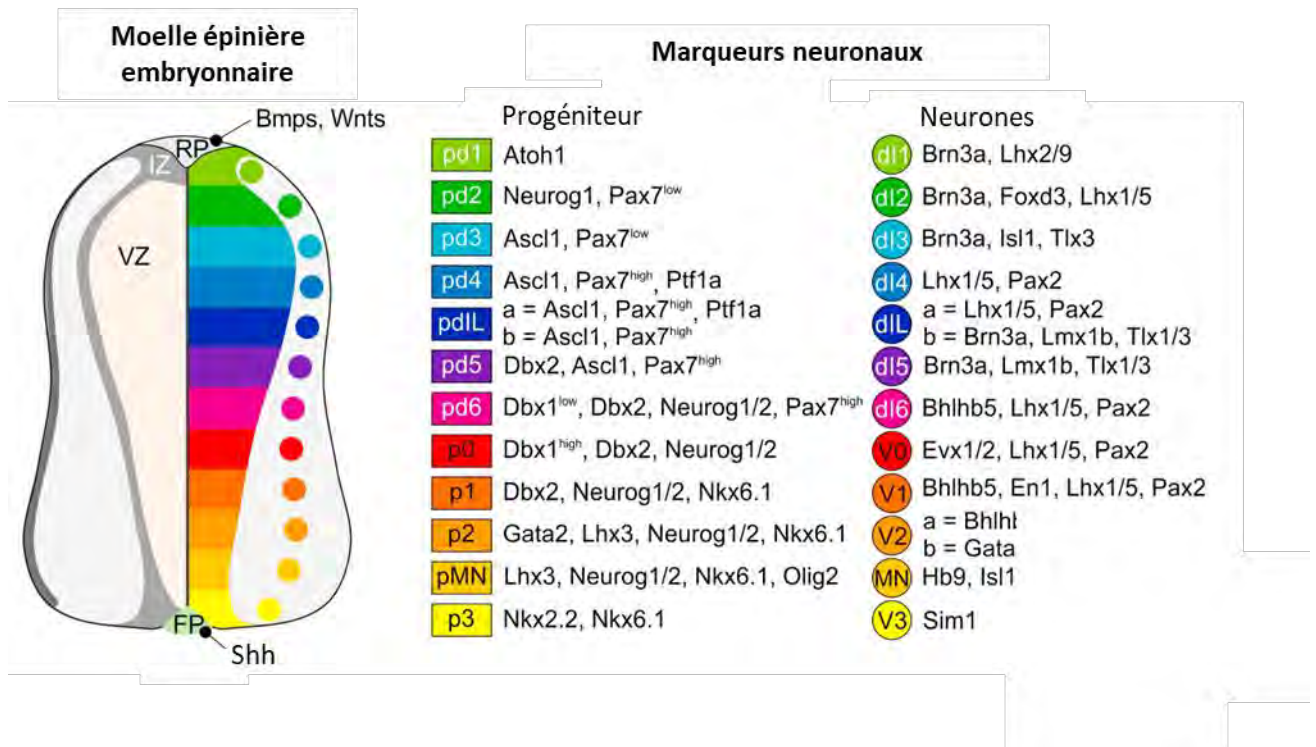 Moelle épinière
embryonnaire
Marqueurs neuronaux
Bmps, Wnts
RP
IZ
VZ
FP
Shh
Progéniteur
pd1 Atoh1
pd2 Neurog1, Pax7low
pd3 Ascl1, Pax7low
pd4 Ascl1, Pax7high, Ptf1a
pdIL a = Ascl1, Pax7high, Ptf1a
b = Ascl1, Pax7high
pd5 Dbx2, Ascl1, Pax7high
pd6 Dbx1low, Dbx2, Neurog1/2, Pax7high
p0 Dbx1high, Dbx2, Neurog1/2
p1 Dbx2, Neurog1/2, Nkx6.1
p2 Gata2, Lhx3, Neurog1/2, Nkx6.1
pMN Lhx3, Neurog1/2, Nkx6.1, Olig2
p3 Nkx2.2, Nkx6.1
Neurones
dI1 Brn3a, Lhx2/9
dI2 Brn3a, Foxd3, Lhx1/5
dI3 Brn3a, Isl1, Tlx3
dI4 Lhx1/5, Pax2
dIL a = Lhx1/5, Pax2
b = Brn3a, Lmx1b, Tlx1/3
dI5 Brn3a, Lmx1b, Tlx1/3
dI6 Bhlhb5, Lhx1/5, Pax2
V0 Evx1/2, Lhx1/5, Pax2
V1 Bhlhb5, En1, Lhx1/5, Pax2
V2 a =
b = Gata
MN Hb9, Isl1
V3 Sim1